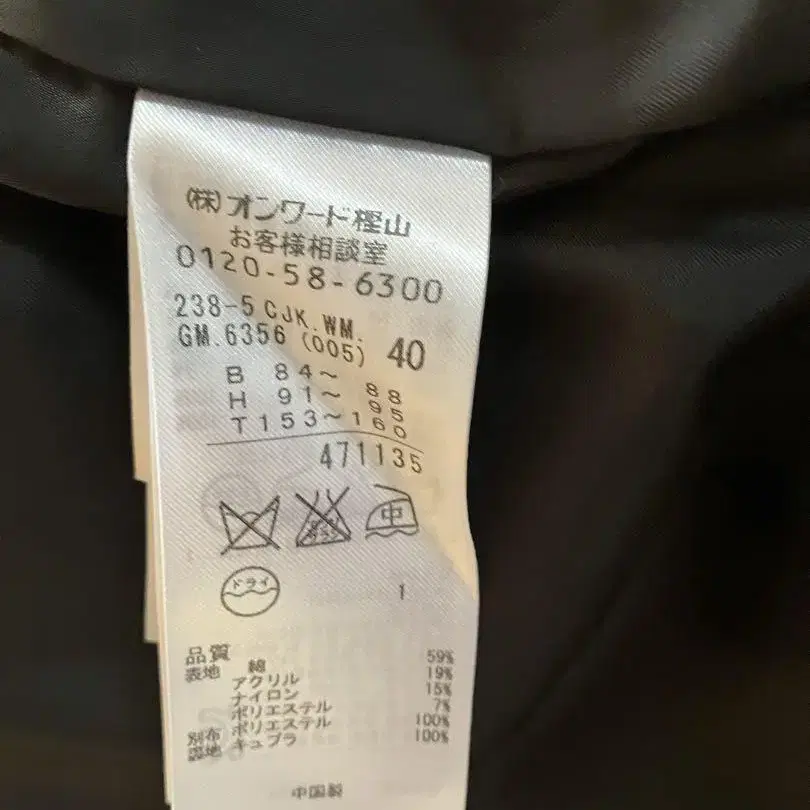 (株)オンワード樫山
お客様相談室
0120-58-6300
238-5 CJK.WM.
GM.6356 (005) 40
B 84～ 88
H 91～ 95
T 153～160
471135
中
ドライ
1
品質
表地 綿 59%
アクリル 19%
ナイロン 15%
ポリエステル 7%
別布 ポリエステル 100%
裏地 キュプラ 100%
中国製